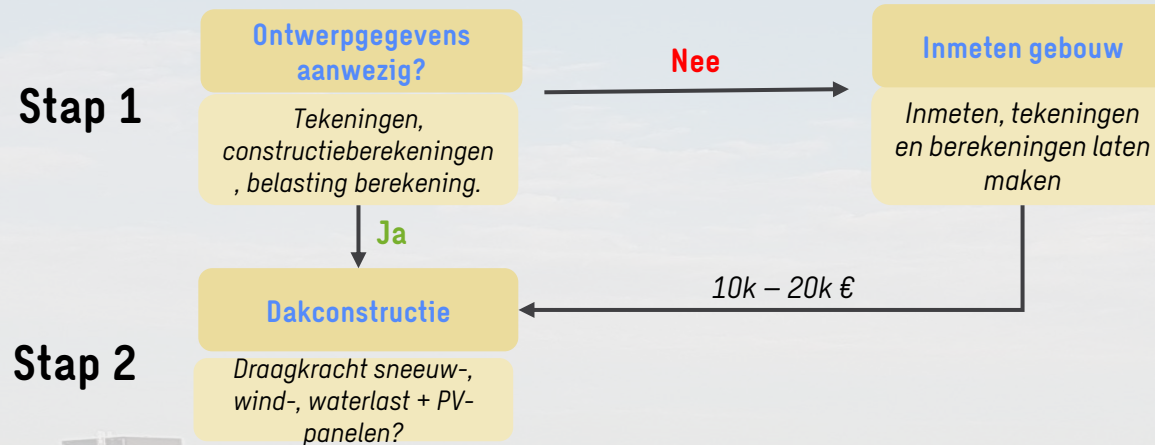 Stap 1
Ontwerpgegevens
aanwezig?
Tekeningen,
constructieberekeningen
, belasting berekening.
Nee
Inmeten gebouw
Inmeten, tekeningen
en berekeningen laten
maken
Ja
10k – 20k €
Stap 2
Dakconstructie
Draagkracht sneeuw-,
wind-, waterlast + PV-
panelen?